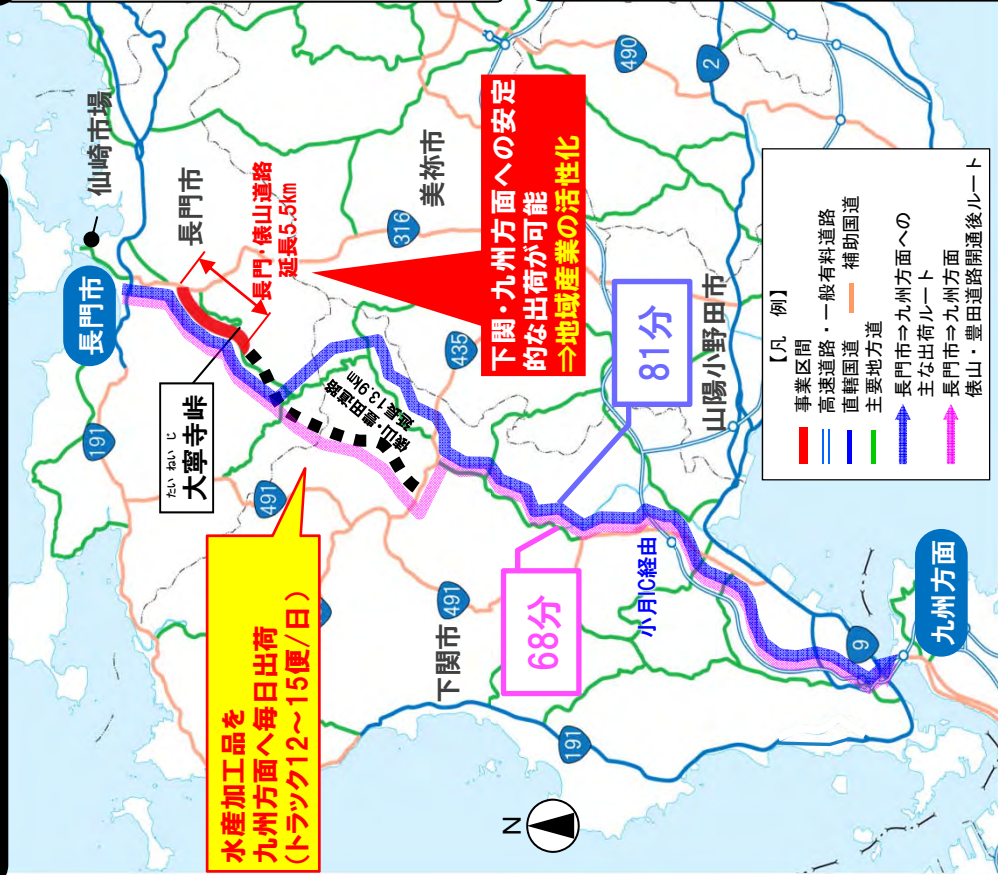 仙崎市場
長門市
長門市
長門・俵山道路
延長5.5km
たい ねい じ
大寧寺峠
俵山・豊田道路
延長13.9km
美祢市
下関・九州方面への安定
的な出荷が可能
⇒地域産業の活性化
水産加工品を
九州方面へ毎日出荷
(トラック12~15便/日)
81分
68分
小月IC経由
下関市
山陽小野田市
九州方面
191
491
491
191
316
435
490
2
9
N
【凡 例】
事業区間
高速道路・一般有料道路
直轄国道
補助国道
主要地方道
長門市⇒九州方面への
主な出荷ルート
長門市⇒九州方面
俵山・豊田道路開通後ルート